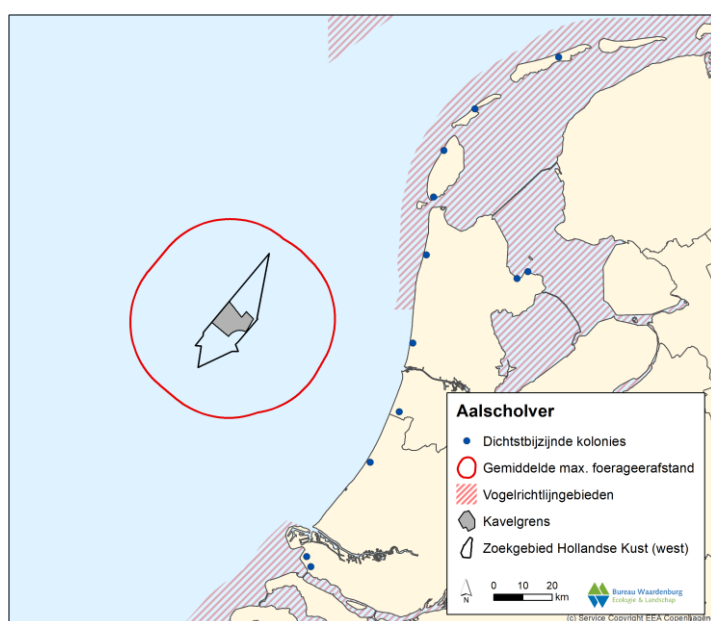 Aalscholver
Dichtstbijzijnde kolonies
Gemiddelde max. foerageerafstand
Vogelrichtlijngebieden
Kavelgrens
Zoekgebied Hollandse Kust (west)
N
0 10 20
km
Bureau Waardenburg
Ecologie & Landschap
(c) Service Copyright EEA Copenhagen